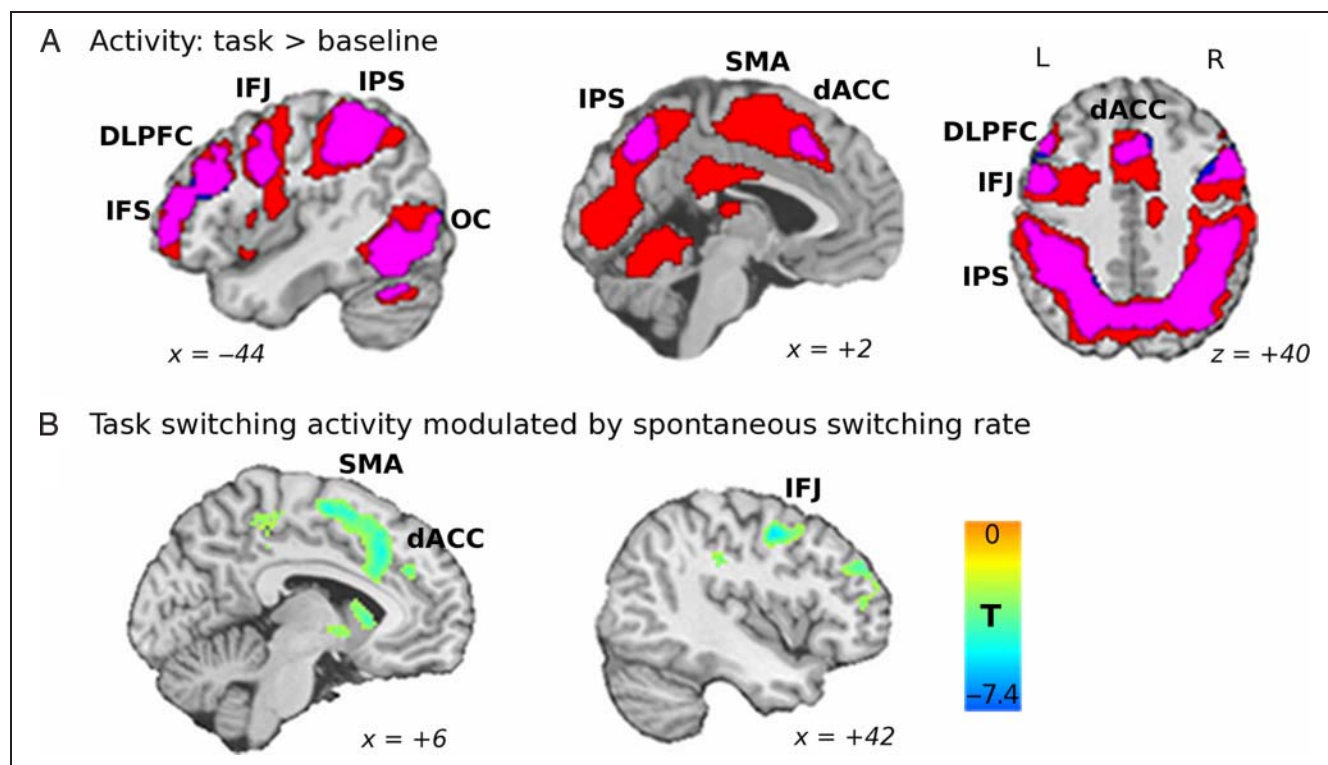 A Activity: task > baseline
IFJ
IPS
DLPFC
IFS
OC
x = –44
SMA
IPS
dACC
x = +2
L
R
dACC
DLPFC
IFJ
IPS
z = +40
B Task switching activity modulated by spontaneous switching rate
SMA
dACC
x = +6
IFJ
x = +42
0
T
–7.4